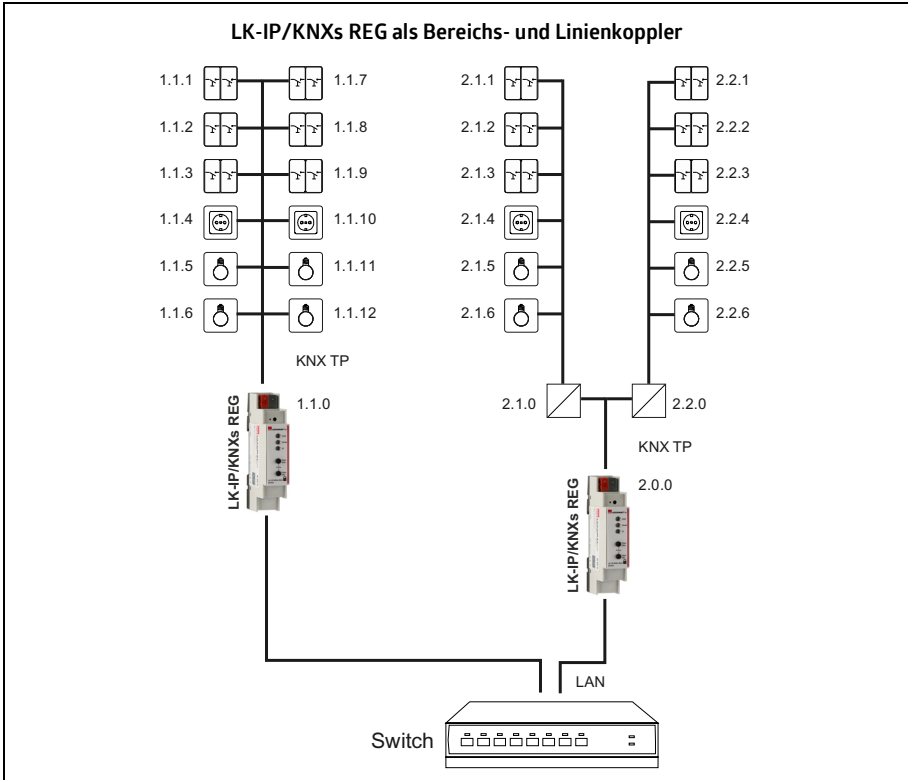 LK-IP/KNXs REG als Bereichs- und Linienkoppler
1.1.1 1.1.7 2.1.1 2.2.1
1.1.2 1.1.8 2.1.2 2.2.2
1.1.3 1.1.9 2.1.3 2.2.3
1.1.4 1.1.10 2.1.4 2.2.4
1.1.5 1.1.11 2.1.5 2.2.5
1.1.6 1.1.12 2.1.6 2.2.6
KNX TP
LK-IP/KNXs REG
1.1.0
2.1.0 2.2.0
KNX TP
LK-IP/KNXs REG
2.0.0
LAN
Switch